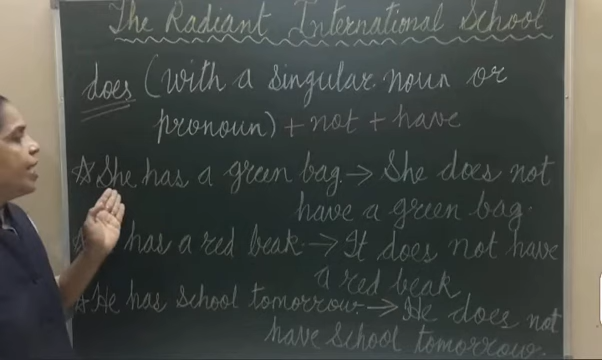 The Radiant International School
does (with a singular noun or
pronoun) + not + have
☆ She has a green bag. → She does not
have a green bag.
has a red beak. → It does not have
a red beak
☆ He has School tomorrow. → He does not
have School tomorrow.